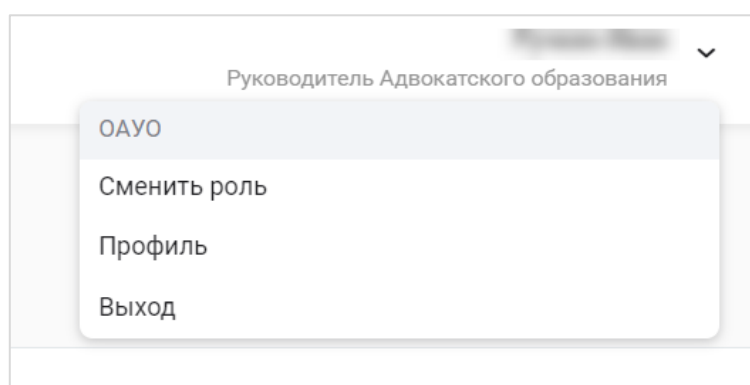 Руководитель Адвокатского образования
ОАУО
Сменить роль
Профиль
Выход